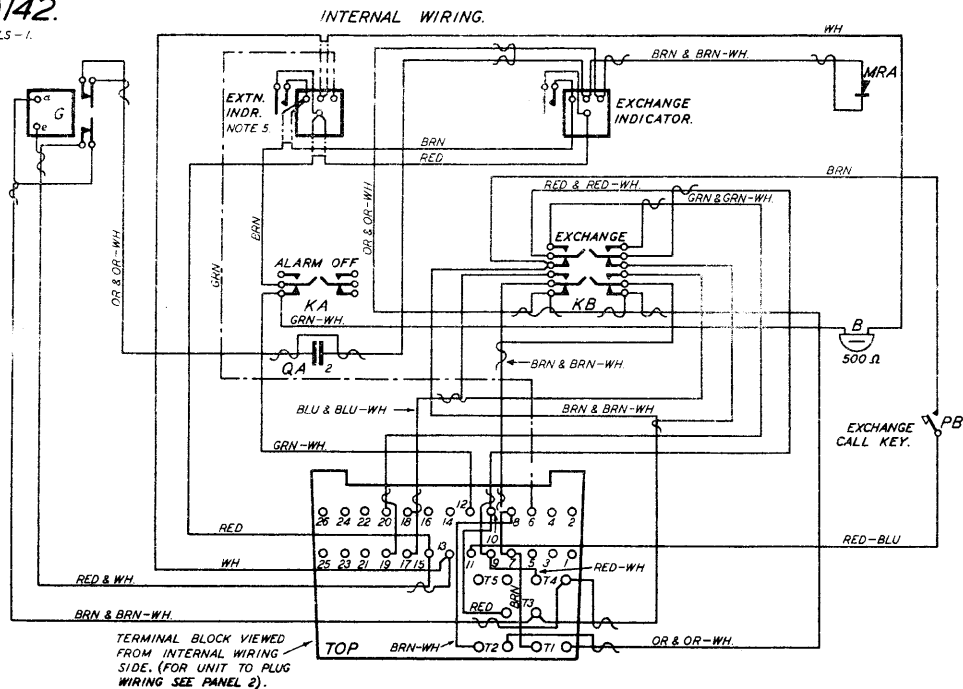 142.
LS-1.
INTERNAL WIRING.
WH
BRN & BRN-WH.
MRA
a
G
e
EXTN.
INDR.
NOTE 5.
EXCHANGE
INDICATOR.
BRN
RED
BRN
RED & RED-WH.
GRN & GRN-WH.
OR & OR-WH
BRN
GRN
OR & OR-WH
EXCHANGE
ALARM OFF
KA
KB
GRN-WH.
B
500 Ω
QA
2
BRN & BRN-WH.
BLU & BLU-WH
BRN & BRN-WH
EXCHANGE
CALL KEY.
PB
GRN-WH.
12
26 24 22 20 18 16 14 8 6 4 2
10
RED
13
25 23 21 19 17 15 11 9 7 5 3 1
RED-BLU
WH
RED-WH
RED & WH.
T5 T4
BRN
RED
T3
BRN & BRN-WH.
TERMINAL BLOCK VIEWED
FROM INTERNAL WIRING
SIDE. (FOR UNIT TO PLUG
WIRING SEE PANEL 2).
TOP
BRN-WH
T2 T1
OR & OR-WH.